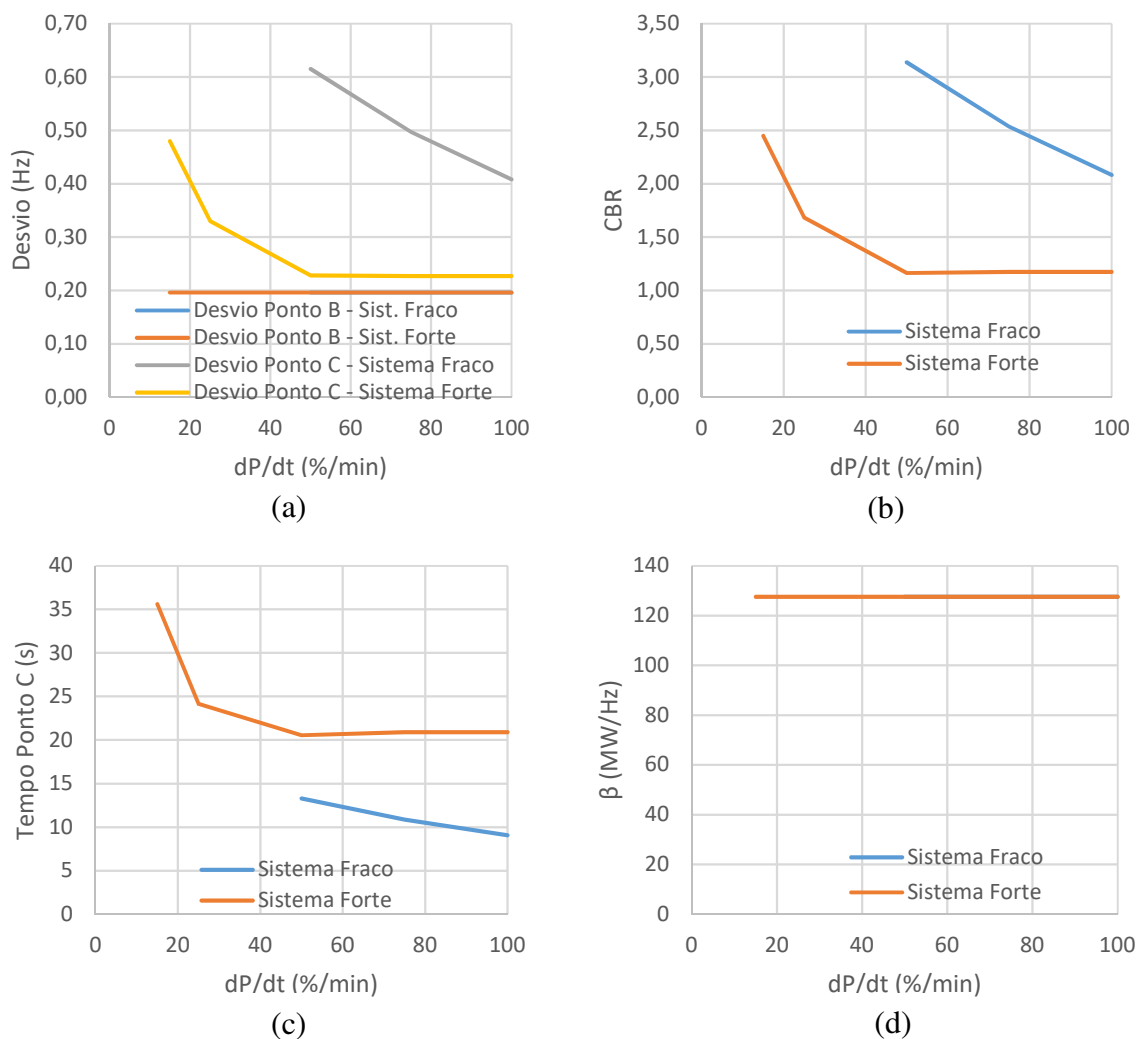 0,70
0,60
0,50
0,40
0,30
0,20
0,10
0,00
Desvio (Hz)
Desvio Ponto B - Sist. Fraco
Desvio Ponto B - Sist. Forte
Desvio Ponto C - Sistema Fraco
Desvio Ponto C - Sistema Forte
0 20 40 60 80 100
dP/dt (%/min)
(a)
3,50
3,00
2,50
2,00
1,50
1,00
0,50
0,00
CBR
Sistema Fraco
Sistema Forte
0 20 40 60 80 100
dP/dt (%/min)
(b)
40
35
30
25
20
15
10
5
0
Tempo Ponto C (s)
Sistema Fraco
Sistema Forte
0 20 40 60 80 100
dP/dt (%/min)
(c)
140
120
100
80
60
40
20
0
β (MW/Hz)
Sistema Fraco
Sistema Forte
0 20 40 60 80 100
dP/dt (%/min)
(d)